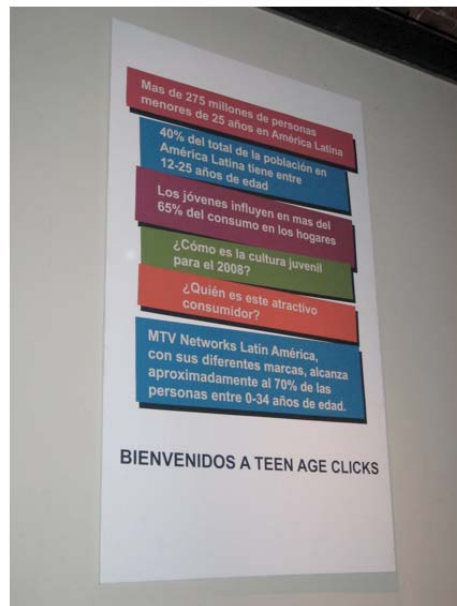 Mas de 275 millones de personas
menores de 25 años en América Latina
40% del total de la población en
América Latina tiene entre
12-25 años de edad
Los jóvenes influyen en mas del
65% del consumo en los hogares
¿Cómo es la cultura juvenil
para el 2008?
¿Quién es este atractivo
consumidor?
MTV Networks Latin América,
con sus diferentes marcas, alcanza
aproximadamente al 70% de las
personas entre 0-34 años de edad.
BIENVENIDOS A TEEN AGE CLICKS